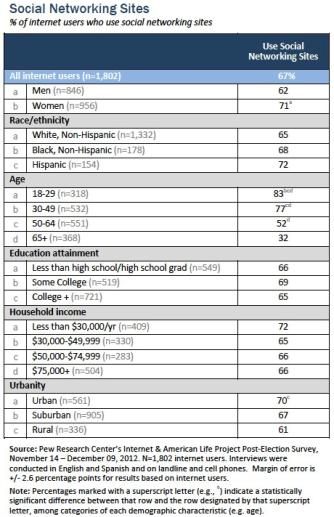 Social Networking Sites
% of internet users who use social networking sites
Use Social
Networking Sites
All internet users (n=1,802) 67%
a Men (n=846) 62
b Women (n=956) 71ᵃ
Race/ethnicity
a White, Non-Hispanic (n=1,332) 65
b Black, Non-Hispanic (n=178) 68
c Hispanic (n=154) 72
Age
a 18-29 (n=318) 83ᵇᶜᵈ
b 30-49 (n=532) 77ᶜᵈ
c 50-64 (n=551) 52ᵈ
d 65+ (n=368) 32
Education attainment
a Less than high school/high school grad (n=549) 66
b Some College (n=519) 69
c College + (n=721) 65
Household income
a Less than $30,000/yr (n=409) 72
b $30,000-$49,999 (n=330) 65
c $50,000-$74,999 (n=283) 66
d $75,000+ (n=504) 66
Urbanity
a Urban (n=561) 70ᶜ
b Suburban (n=905) 67
c Rural (n=336) 61
Source: Pew Research Center's Internet & American Life Project Post-Election Survey,
November 14 – December 09, 2012. N=1,802 internet users. Interviews were
conducted in English and Spanish and on landline and cell phones. Margin of error is
+/- 2.6 percentage points for results based on internet users.
Note: Percentages marked with a superscript letter (e.g., ᵃ) indicate a statistically
significant difference between that row and the row designated by that superscript
letter, among categories of each demographic characteristic (e.g. age).